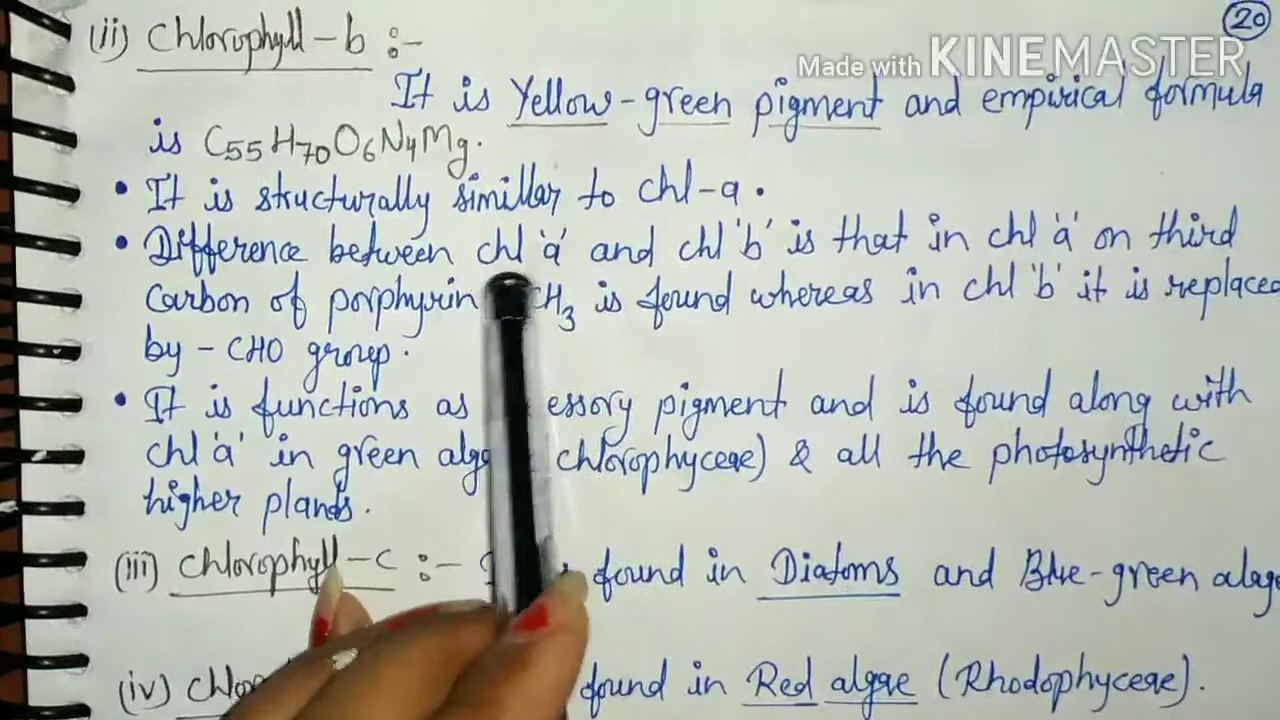 20
Made with KINEMASTER
(ii) Chlorophyll-b :-
It is Yellow-green pigment and empirical formula
is C55H70O6N4Mg.
• It is structurally similler to chl-a.
• Difference between chl 'a' and chl 'b' is that in chl 'a' on third
Carbon of porphyrin CH3 is found whereas in chl 'b' it is replaced
by - CHO group.
• It is functions as essory pigment and is found along with
chl 'a' in green alg chlorophyceae) & all the photosynthetic
higher plands.
(iii) Chlorophyll-c :- found in Diatoms and Blue-green alage
(iv) Chlo found in Red algae (Rhodophyceae).